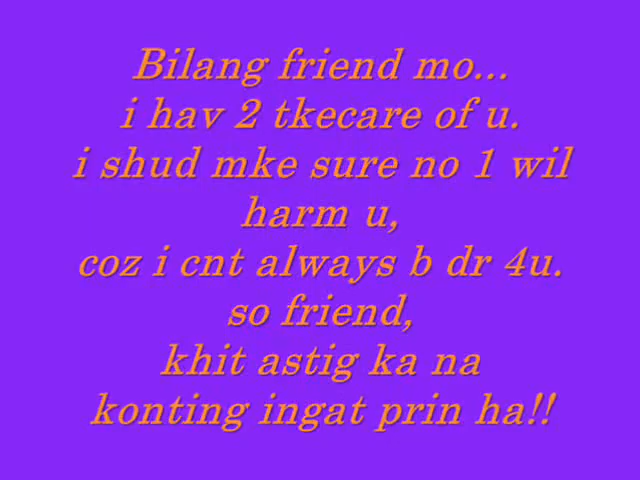 Bilang friend mo...
i hav 2 tkecare of u.
i shud mke sure no 1 wil
harm u,
coz i cnt always b dr 4u.
so friend,
khit astig ka na
konting ingat prin ha!!